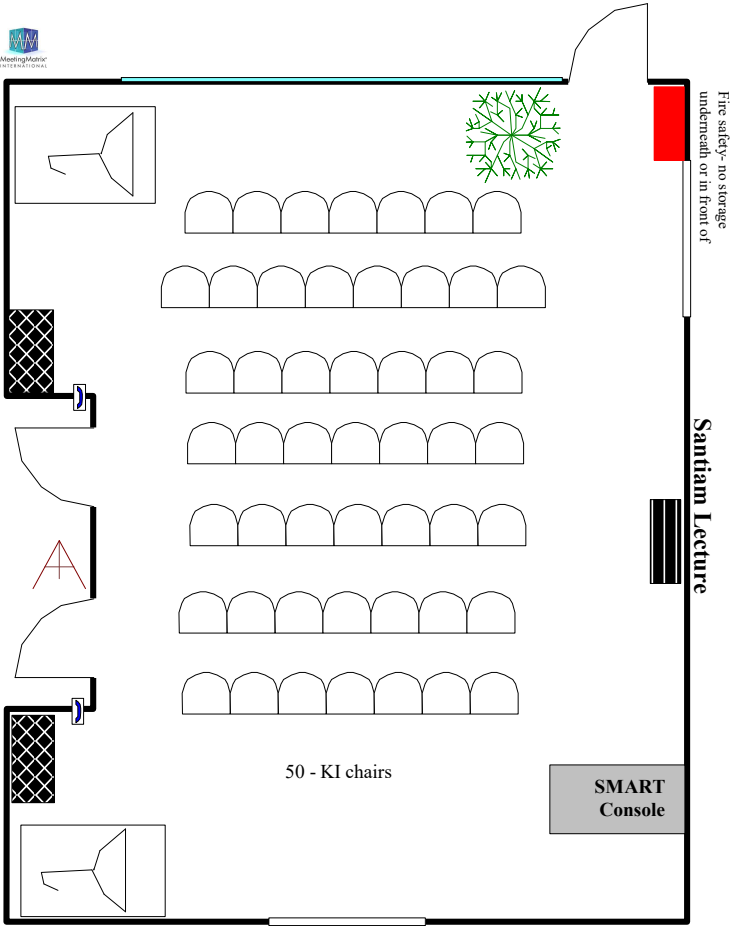 MeetingMatrix®
INTERNATIONAL
Fire safety- no storage
underneath or in front of
Santiam Lecture
50 - KI chairs
SMART
Console